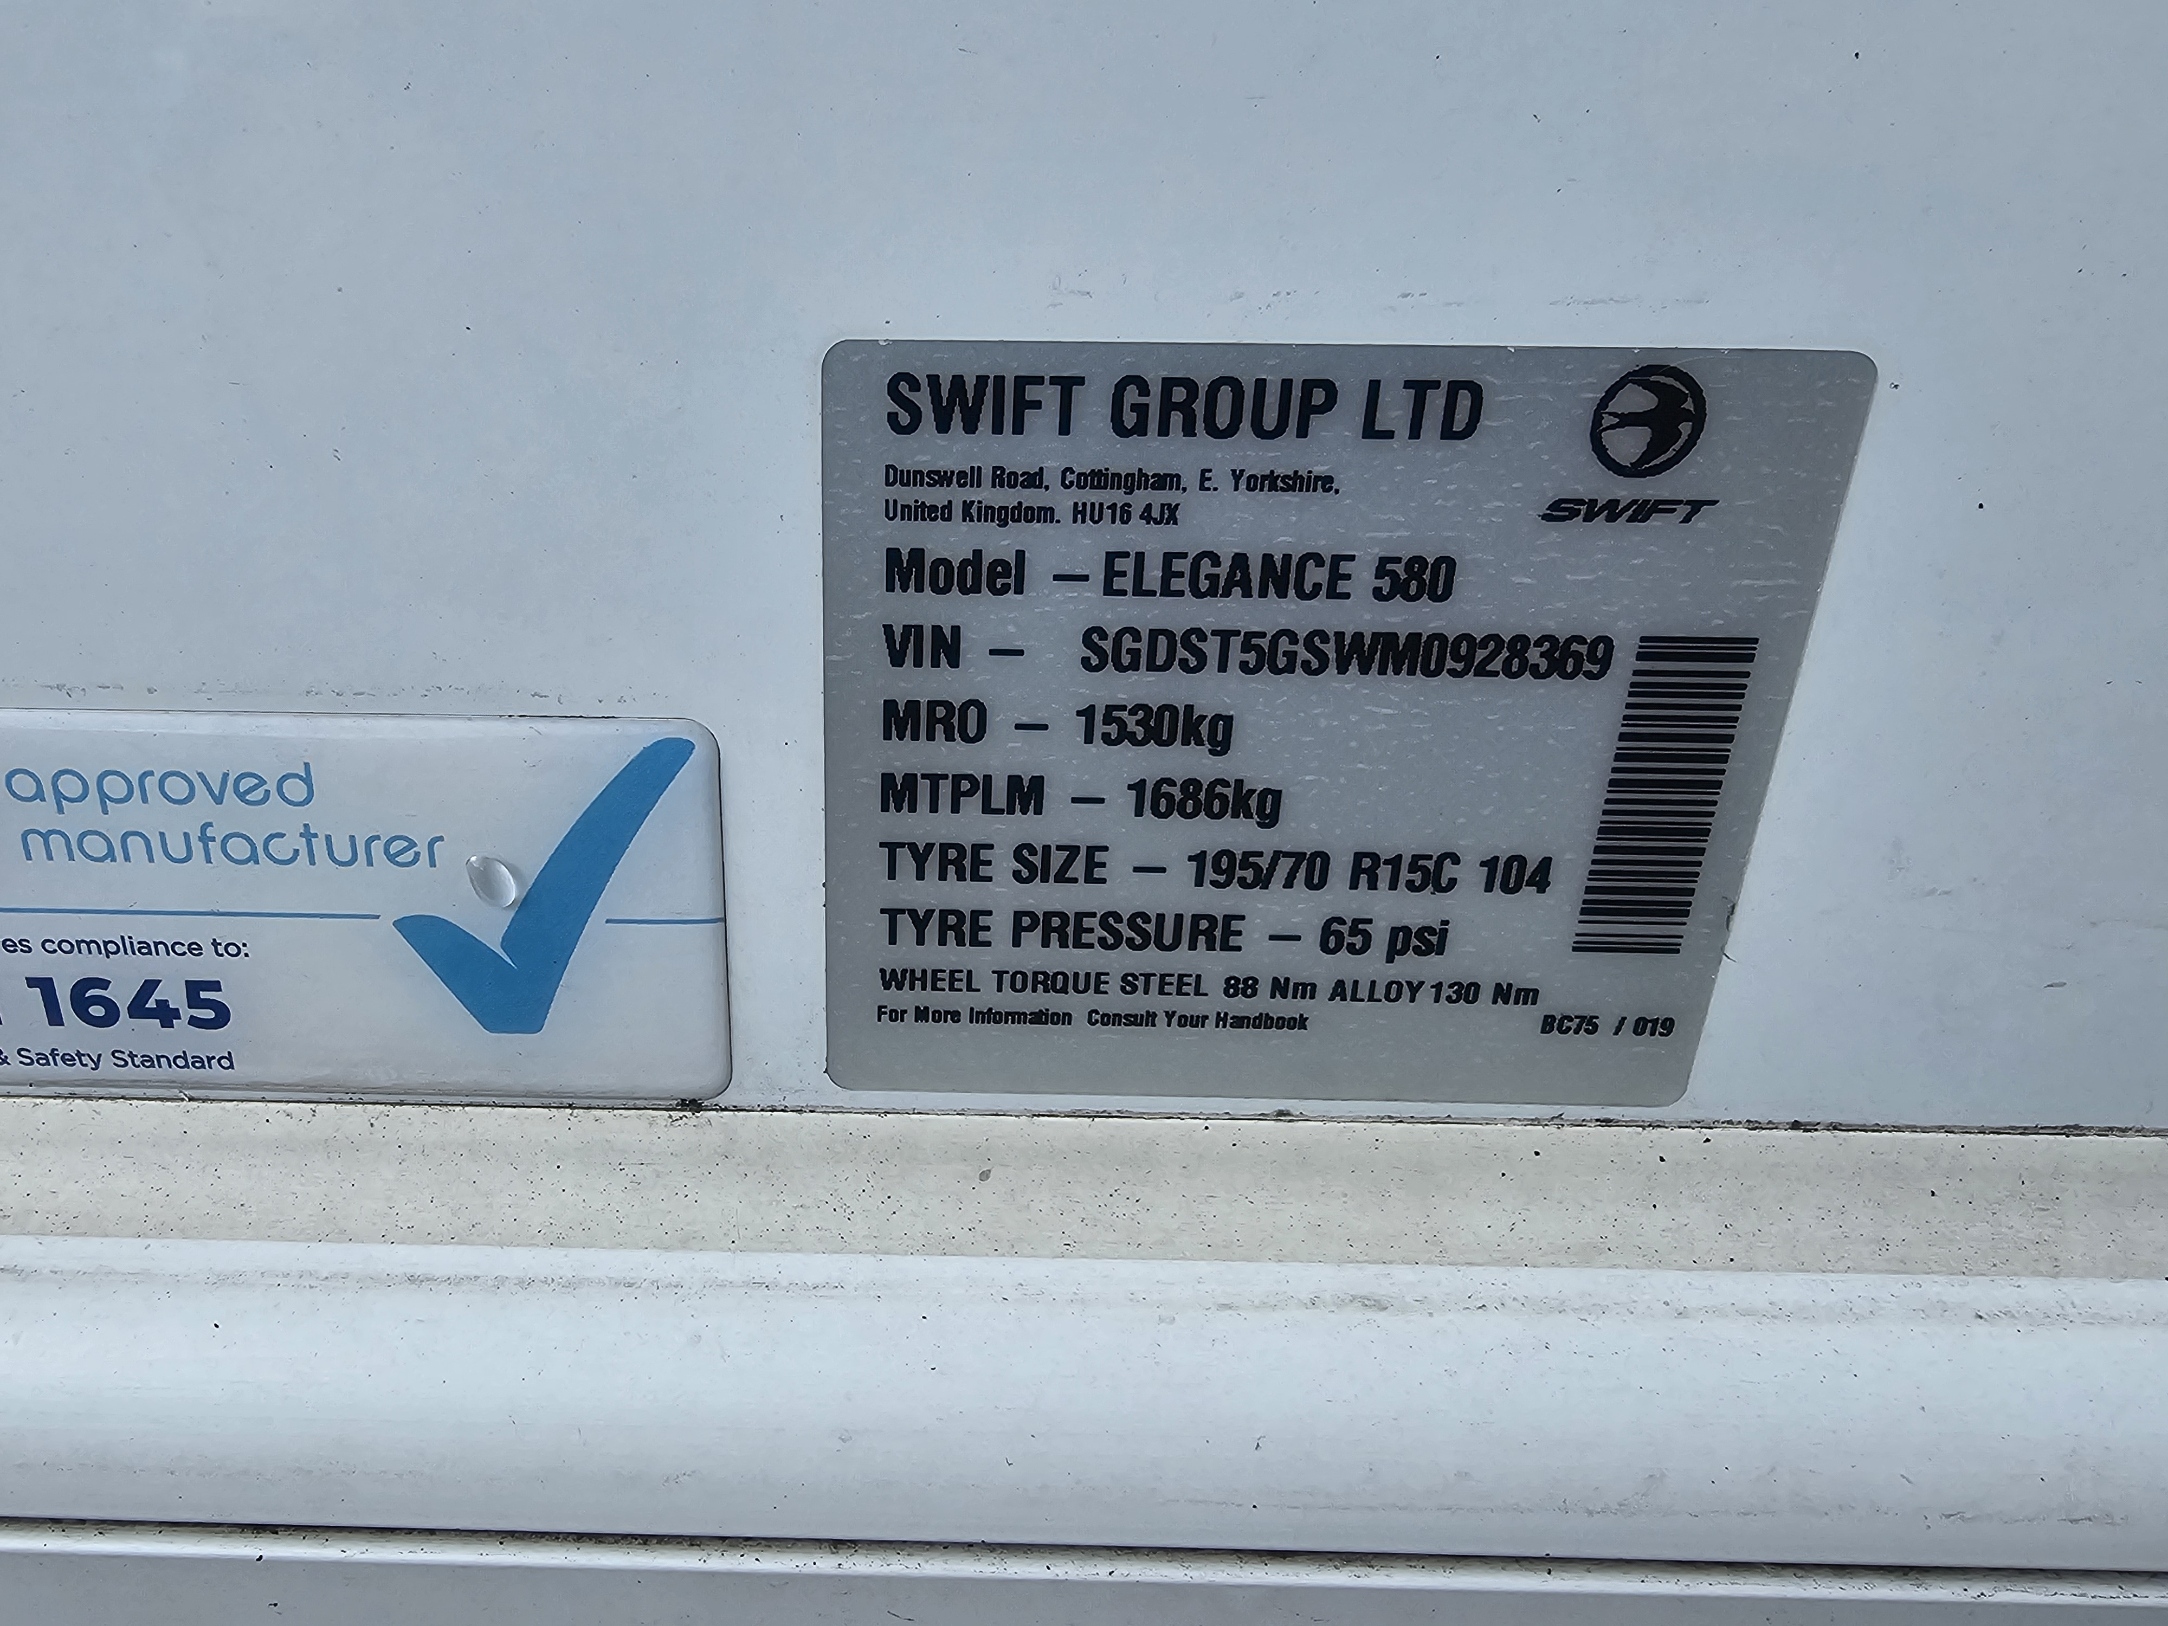 SWIFT GROUP LTD
Dunswell Road, Cottingham, E. Yorkshire,
United Kingdom. HU16 4JX
SWIFT
Model – ELEGANCE 580
VIN – SGDST5GSWM0928369
MRO – 1530kg
MTPLM – 1686kg
TYRE SIZE – 195/70 R15C 104
TYRE PRESSURE – 65 psi
WHEEL TORQUE STEEL 88 Nm ALLOY 130 Nm
For More Information Consult Your Handbook
BC75 / 019
approved
manufacturer
compliance to:
1645
& Safety Standard